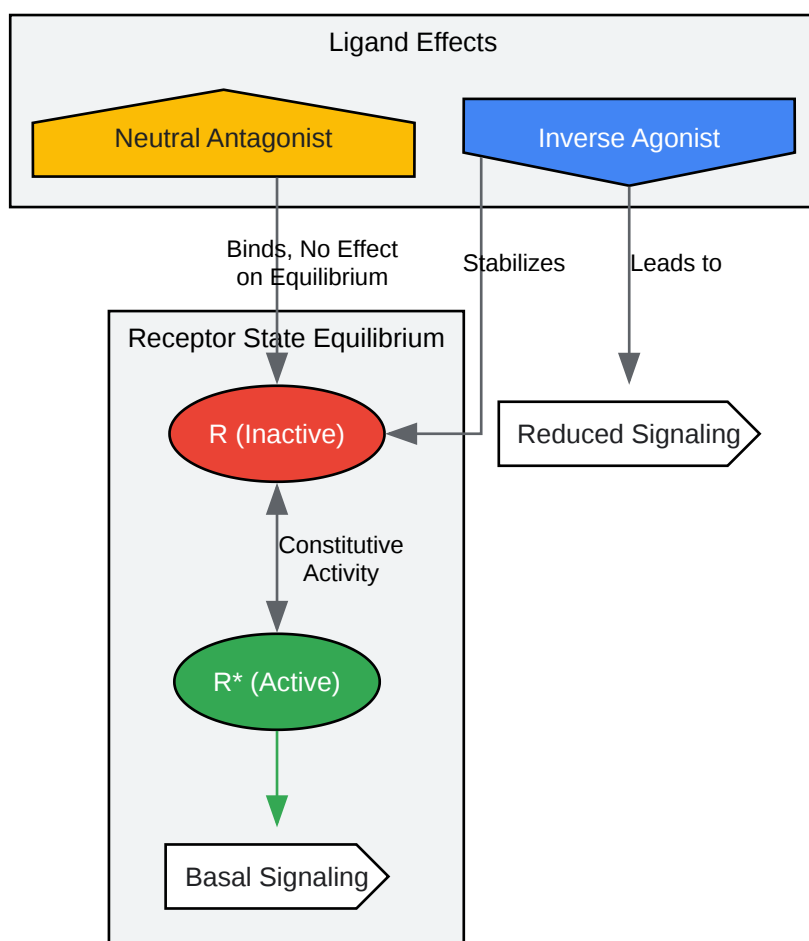 Ligand Effects
Neutral Antagonist
Inverse Agonist
Binds, No Effect
on Equilibrium
Stabilizes
Leads to
Receptor State Equilibrium
R (Inactive)
Reduced Signaling
Constitutive
Activity
R* (Active)
Basal Signaling